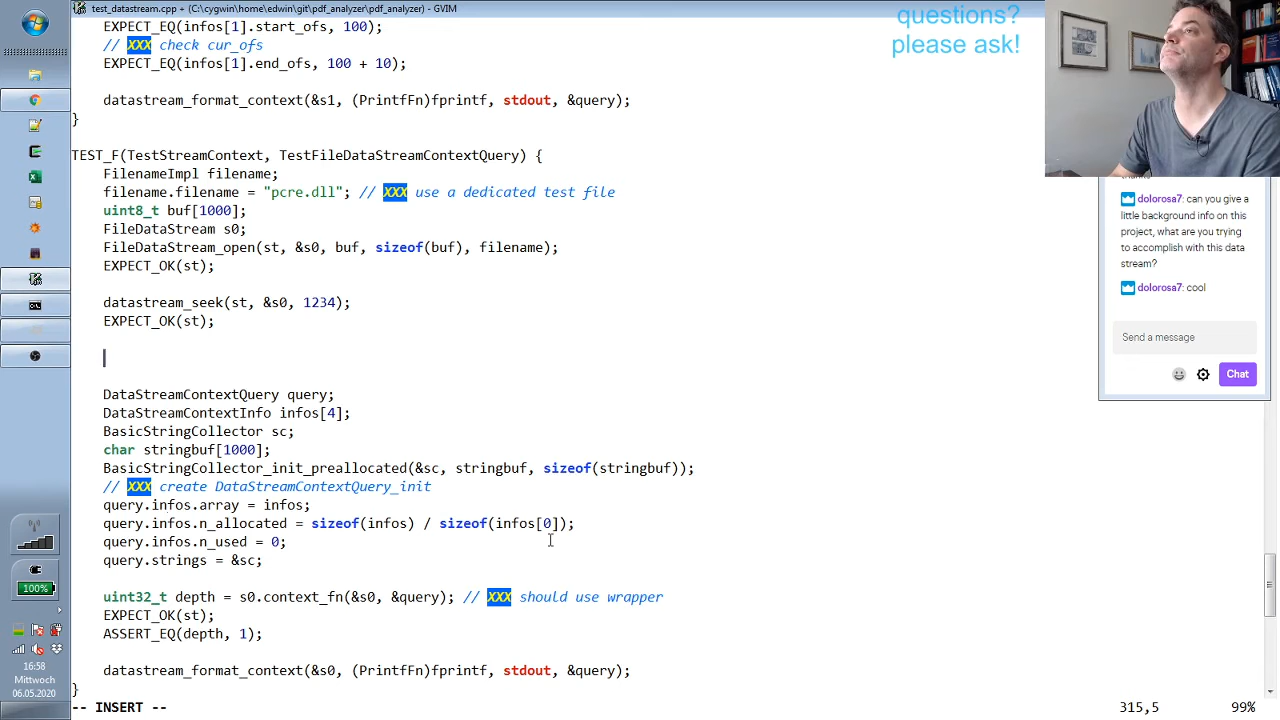 test_datastream.cpp + (C:\cygwin\home\edwin\git\pdf_analyzer\pdf_analyzer) - GVIM
EXPECT_EQ(infos[1].start_ofs, 100);
// XXX check cur_ofs
EXPECT_EQ(infos[1].end_ofs, 100 + 10);
datastream_format_context(&s1, (PrintfFn)fprintf, stdout, &query);
}
TEST_F(TestStreamContext, TestFileDataStreamContextQuery) {
FilenameImpl filename;
filename.filename = "pcre.dll"; // XXX use a dedicated test file
uint8_t buf[1000];
FileDataStream s0;
FileDataStream_open(st, &s0, buf, sizeof(buf), filename);
EXPECT_OK(st);
datastream_seek(st, &s0, 1234);
EXPECT_OK(st);
DataStreamContextQuery query;
DataStreamContextInfo infos[4];
BasicStringCollector sc;
char stringbuf[1000];
BasicStringCollector_init_preallocated(&sc, stringbuf, sizeof(stringbuf));
// XXX create DataStreamContextQuery_init
query.infos.array = infos;
query.infos.n_allocated = sizeof(infos) / sizeof(infos[0]);
query.infos.n_used = 0;
query.strings = &sc;
uint32_t depth = s0.context_fn(&s0, &query); // XXX should use wrapper
EXPECT_OK(st);
ASSERT_EQ(depth, 1);
datastream_format_context(&s0, (PrintfFn)fprintf, stdout, &query);
}
-- INSERT --
315,5
99%
questions?
please ask!
dolorosa7: can you give a
little background info on this
project, what are you trying
to accomplish with this data
stream?
dolorosa7: cool
Send a message
Chat
100%
16:58
Mittwoch
06.05.2020